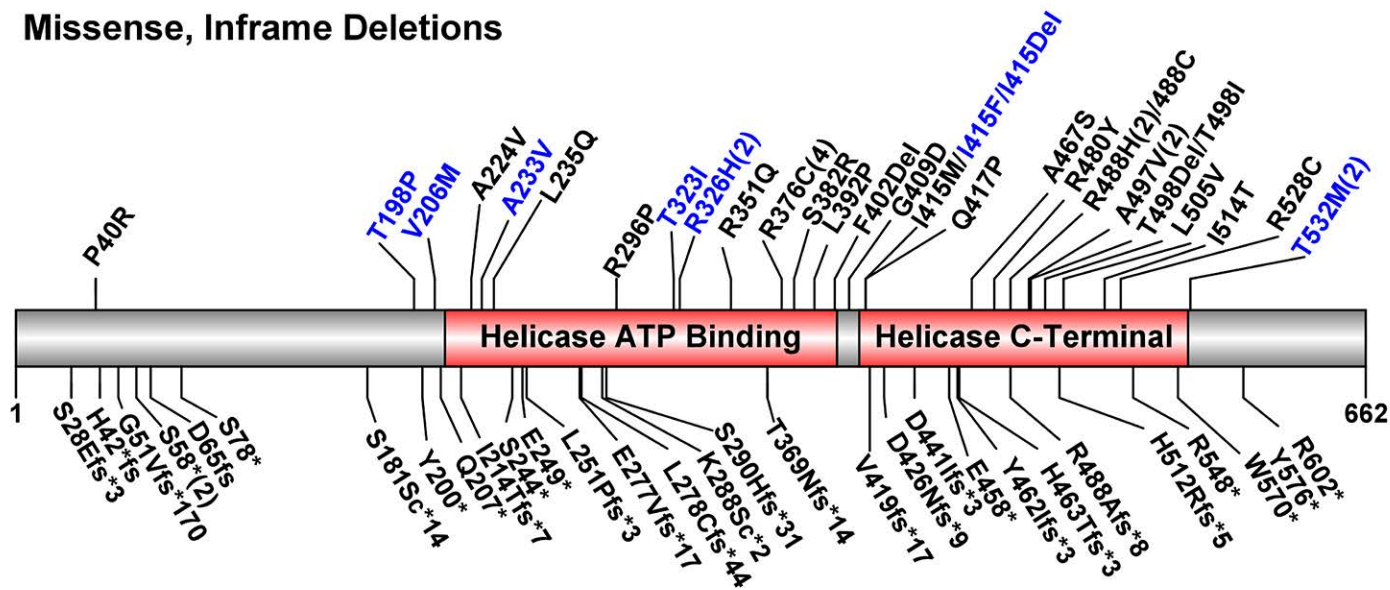 Missense, Inframe Deletions
P40R
T198P
V206M
A224V
A233V
L235Q
R296P
T323I
R326H(2)
R351Q
R376C(4)
S382R
L392P
F402Del
G409D
I415M/I415F/I415Del
Q417P
A467S
R480Y
R488H(2)/488C
A497V(2)
T498Del/T498I
L505V
I514T
R528C
T532M(2)
Helicase ATP Binding
Helicase C-Terminal
1
662
S28Efs*3
H42*fs
G51Vfs*170
S58*(2)
D65fs
S78*
S181Sc*14
Y200*
Q207*
I214Tfs*7
S244*
E249*
L251Pfs*3
E277Vfs*17
L278Cfs*44
K288Sc*2
S290Hfs*31
T369Nfs*14
V419fs*17
D426Nfs*9
D441Ifs*3
E458*
Y462Ifs*3
H463Tfs*3
R488Afs*8
H512Rfs*5
R548*
W570*
Y576*
R602*